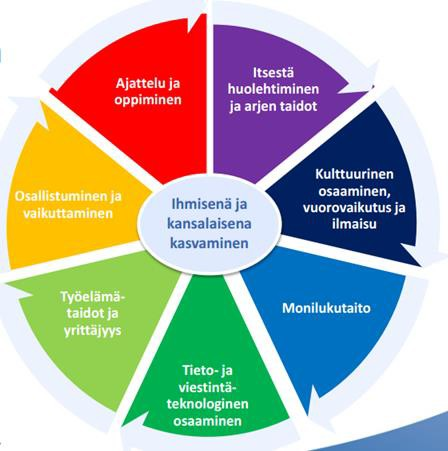 Ajattelu ja
oppiminen
Itsestä
huolehtiminen
ja arjen taidot
Kulttuurinen
osaaminen,
vuorovaikutus ja
ilmaisu
Monilukutaito
Tieto- ja
viestintä-
teknologinen
osaaminen
Työelämä-
taidot ja
yrittäjyys
Osallistuminen ja
vaikuttaminen
Ihmisenä ja
kansalaisena
kasvaminen